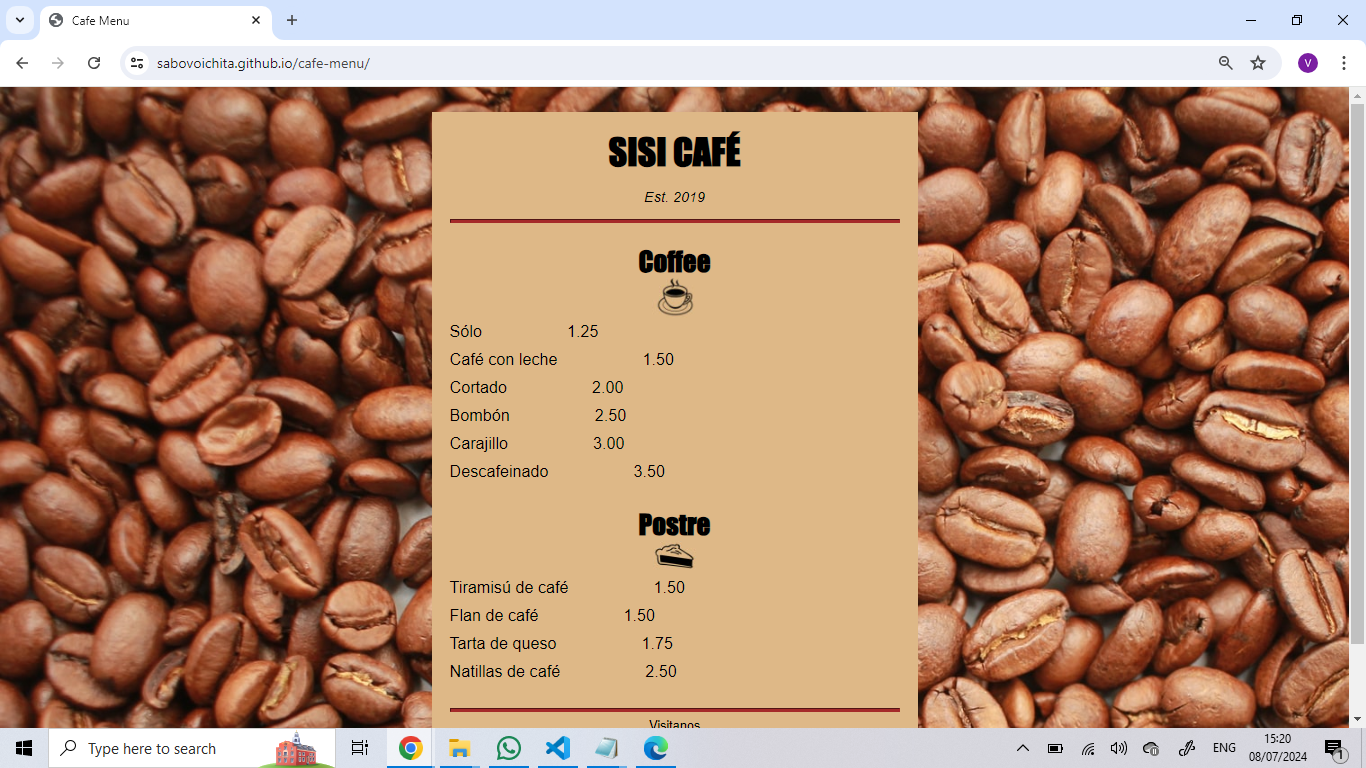 Cafe Menu
sabovoichita.github.io/cafe-menu/
V
SISI CAFÉ
Est. 2019
Coffee
Sólo 1.25
Café con leche 1.50
Cortado 2.00
Bombón 2.50
Carajillo 3.00
Descafeinado 3.50
Postre
Tiramisú de café 1.50
Flan de café 1.50
Tarta de queso 1.75
Natillas de café 2.50
Visitanos
Type here to search
ENG
15:20
08/07/2024
1